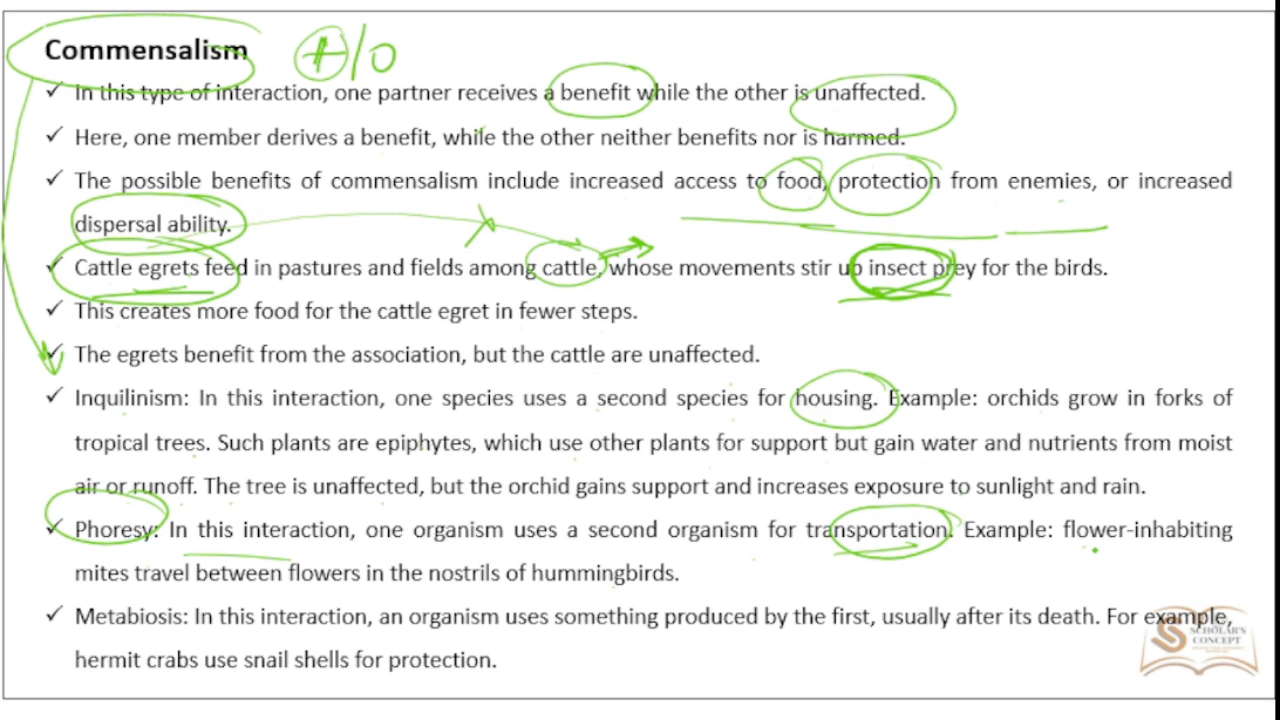 Commensalism +/0
✓ In this type of interaction, one partner receives a benefit while the other is unaffected.
✓ Here, one member derives a benefit, while the other neither benefits nor is harmed.
✓ The possible benefits of commensalism include increased access to food, protection from enemies, or increased
dispersal ability.
✓ Cattle egrets feed in pastures and fields among cattle, whose movements stir up insect prey for the birds.
✓ This creates more food for the cattle egret in fewer steps.
✓ The egrets benefit from the association, but the cattle are unaffected.
✓ Inquilinism: In this interaction, one species uses a second species for housing. Example: orchids grow in forks of
tropical trees. Such plants are epiphytes, which use other plants for support but gain water and nutrients from moist
air or runoff. The tree is unaffected, but the orchid gains support and increases exposure to sunlight and rain.
✓ Phoresy: In this interaction, one organism uses a second organism for transportation. Example: flower-inhabiting
mites travel between flowers in the nostrils of hummingbirds.
✓ Metabiosis: In this interaction, an organism uses something produced by the first, usually after its death. For example,
hermit crabs use snail shells for protection.
SCHOLAR'S
CONCEPT